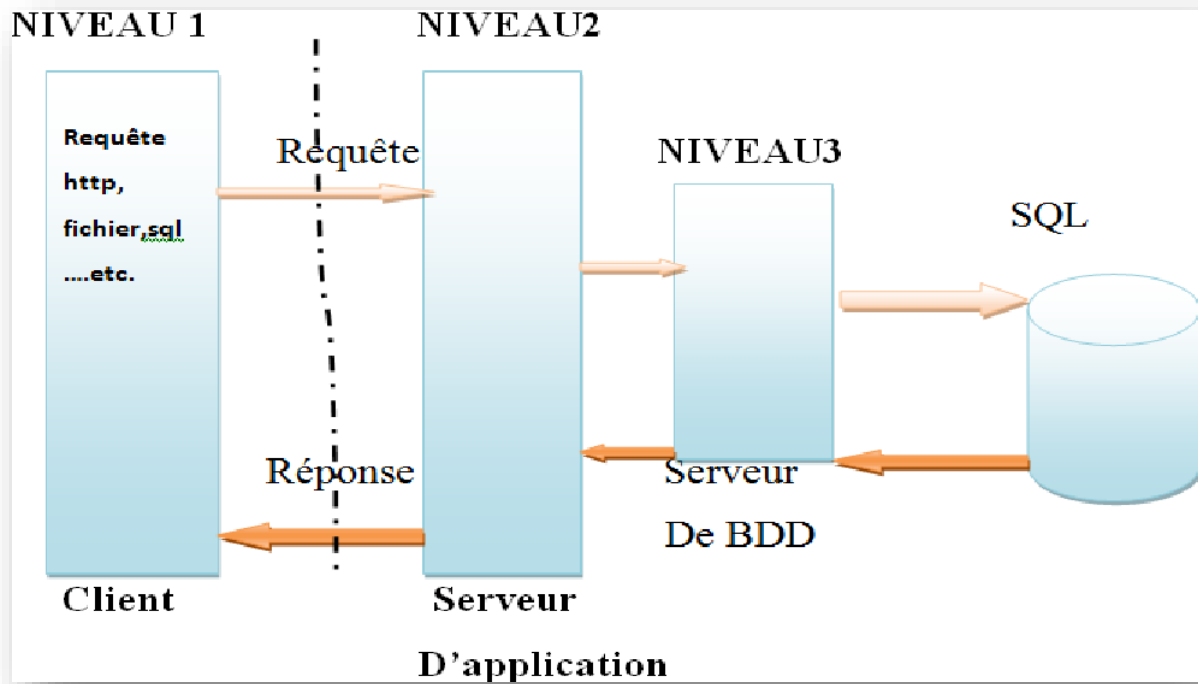 NIVEAU 1
NIVEAU2
Requête
http,
fichier,sql
....etc.
Requête
NIVEAU3
SQL
Réponse
Serveur
De BDD
Client
Serveur
D'application